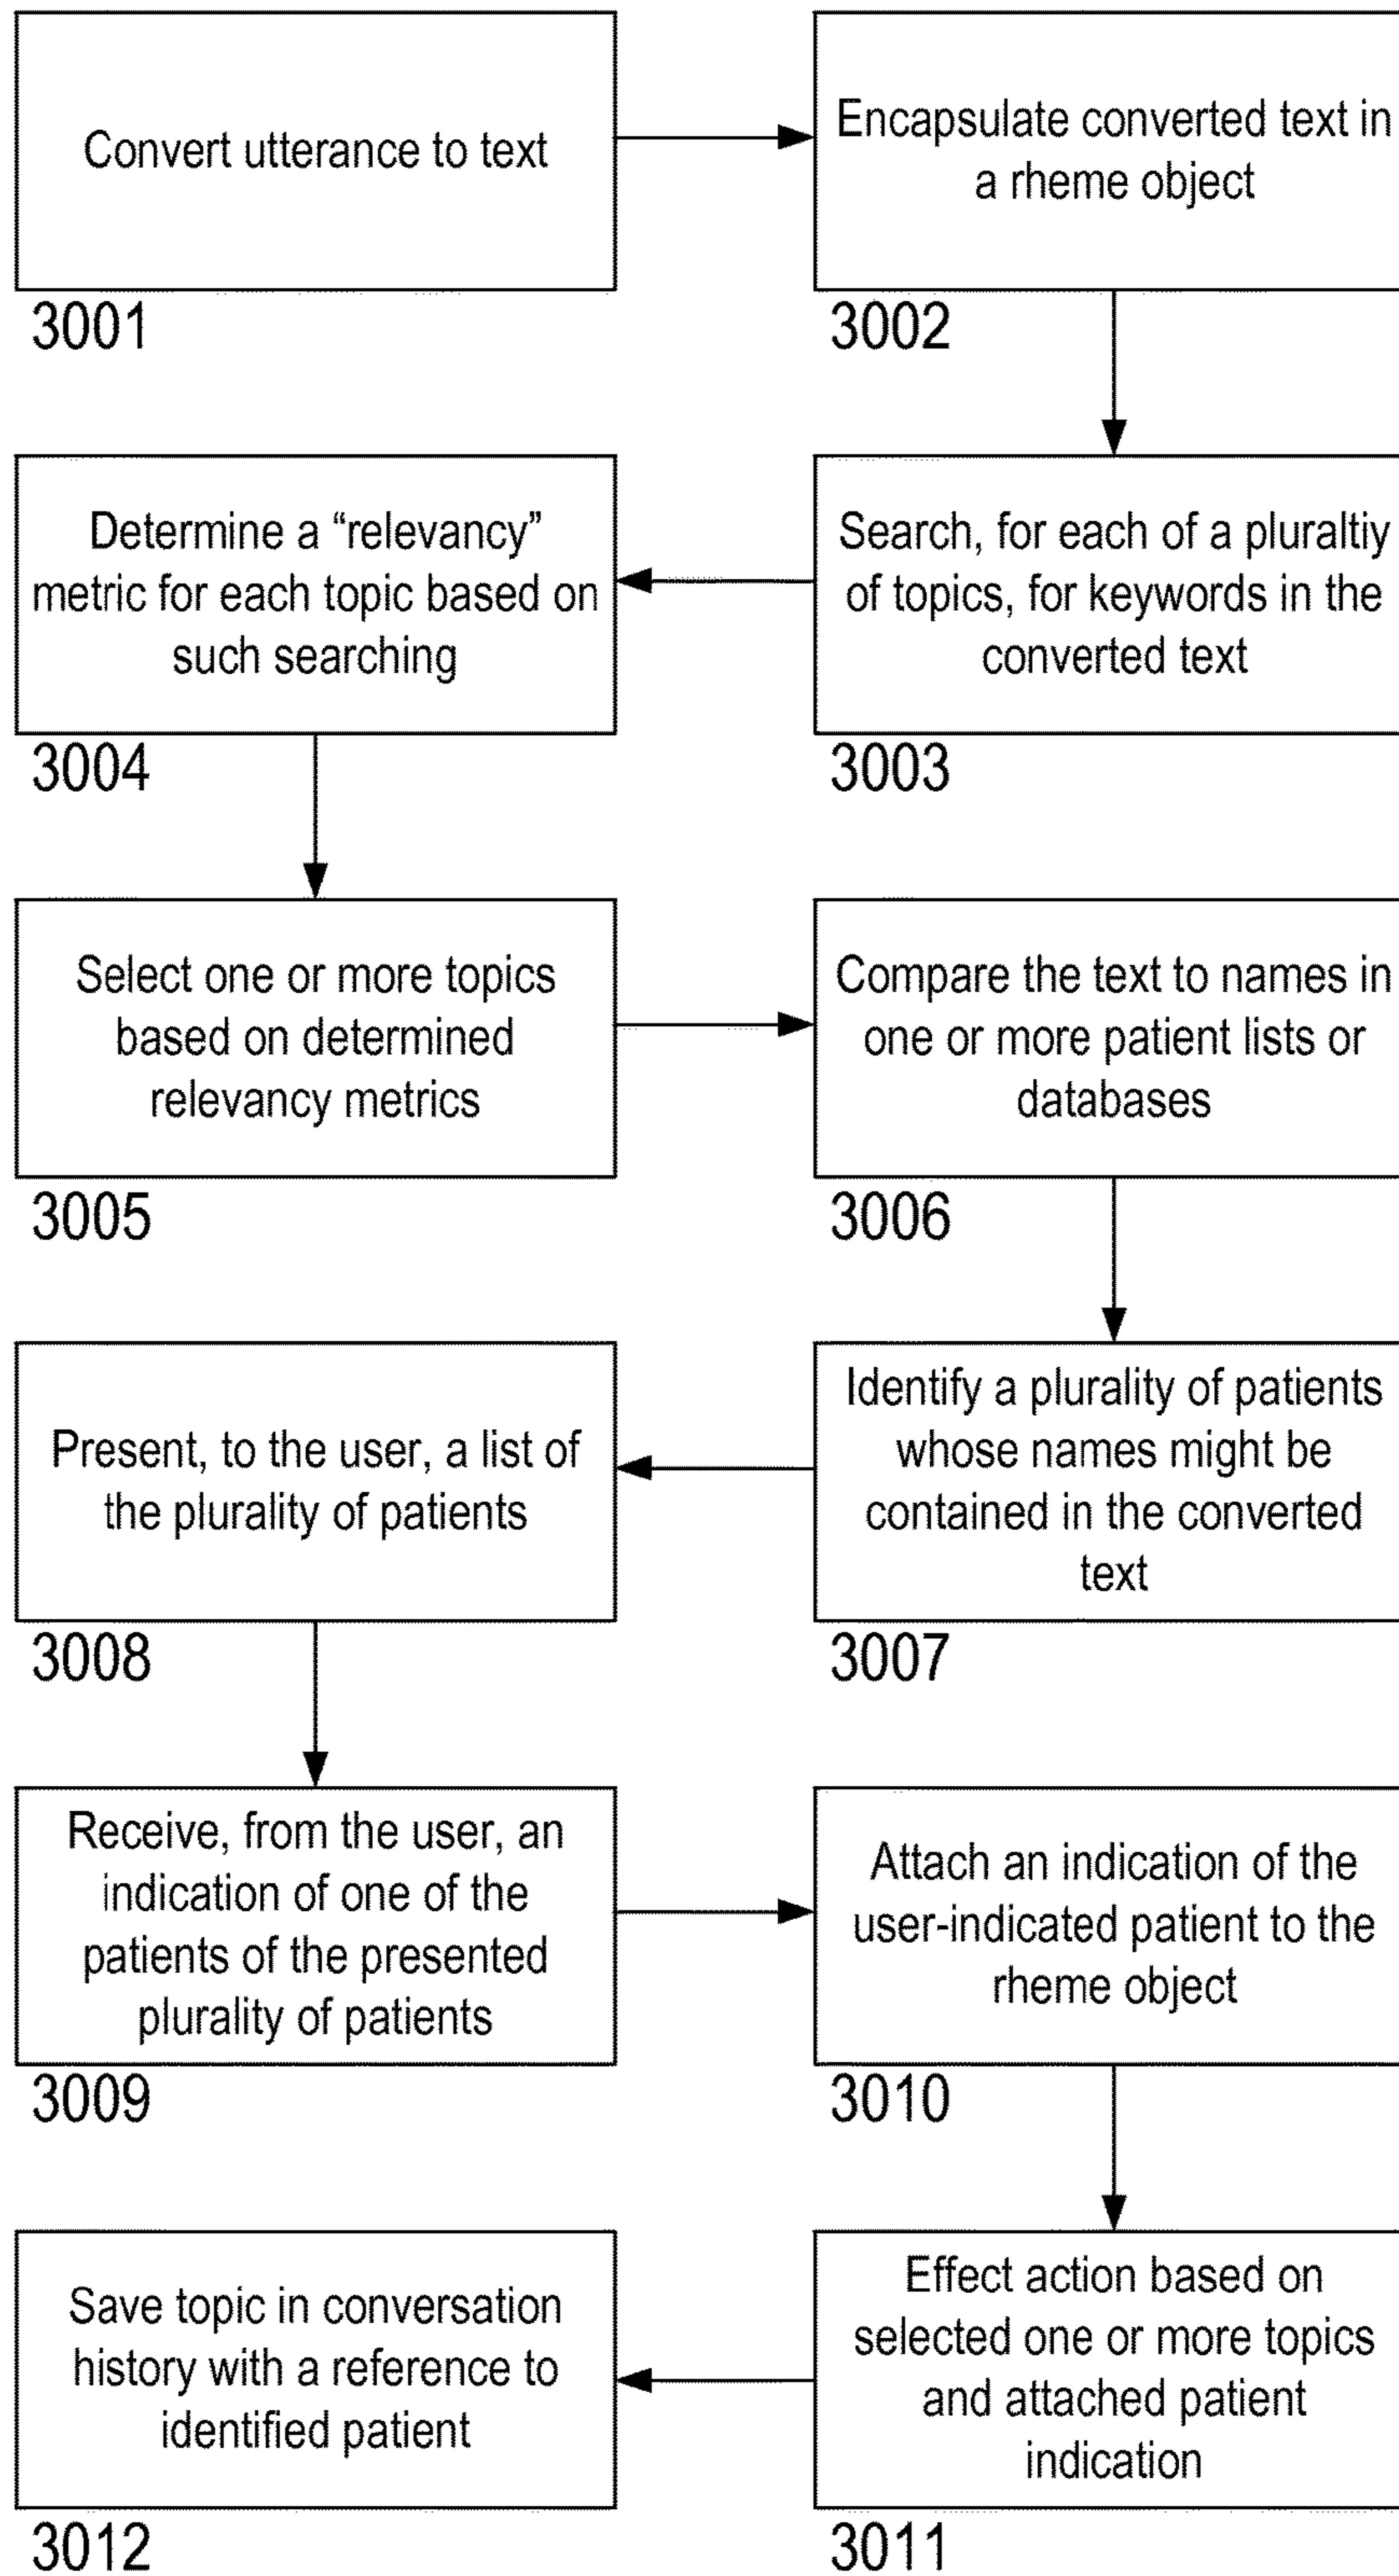 Convert utterance to text
3001
Encapsulate converted text in
a rheme object
3002
Search, for each of a pluraltiy
of topics, for keywords in the
converted text
3003
Determine a “relevancy”
metric for each topic based on
such searching
3004
Select one or more topics
based on determined
relevancy metrics
3005
Compare the text to names in
one or more patient lists or
databases
3006
Identify a plurality of patients
whose names might be
contained in the converted
text
3007
Present, to the user, a list of
the plurality of patients
3008
Receive, from the user, an
indication of one of the
patients of the presented
plurality of patients
3009
Attach an indication of the
user-indicated patient to the
rheme object
3010
Effect action based on
selected one or more topics
and attached patient
indication
3011
Save topic in conversation
history with a reference to
identified patient
3012